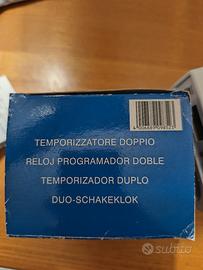 TEMPORIZZATORE DOPPIO
RELOJ PROGRAMADOR DOBLE
TEMPORIZADOR DUPLO
DUO-SCHAKEKLOK
subito